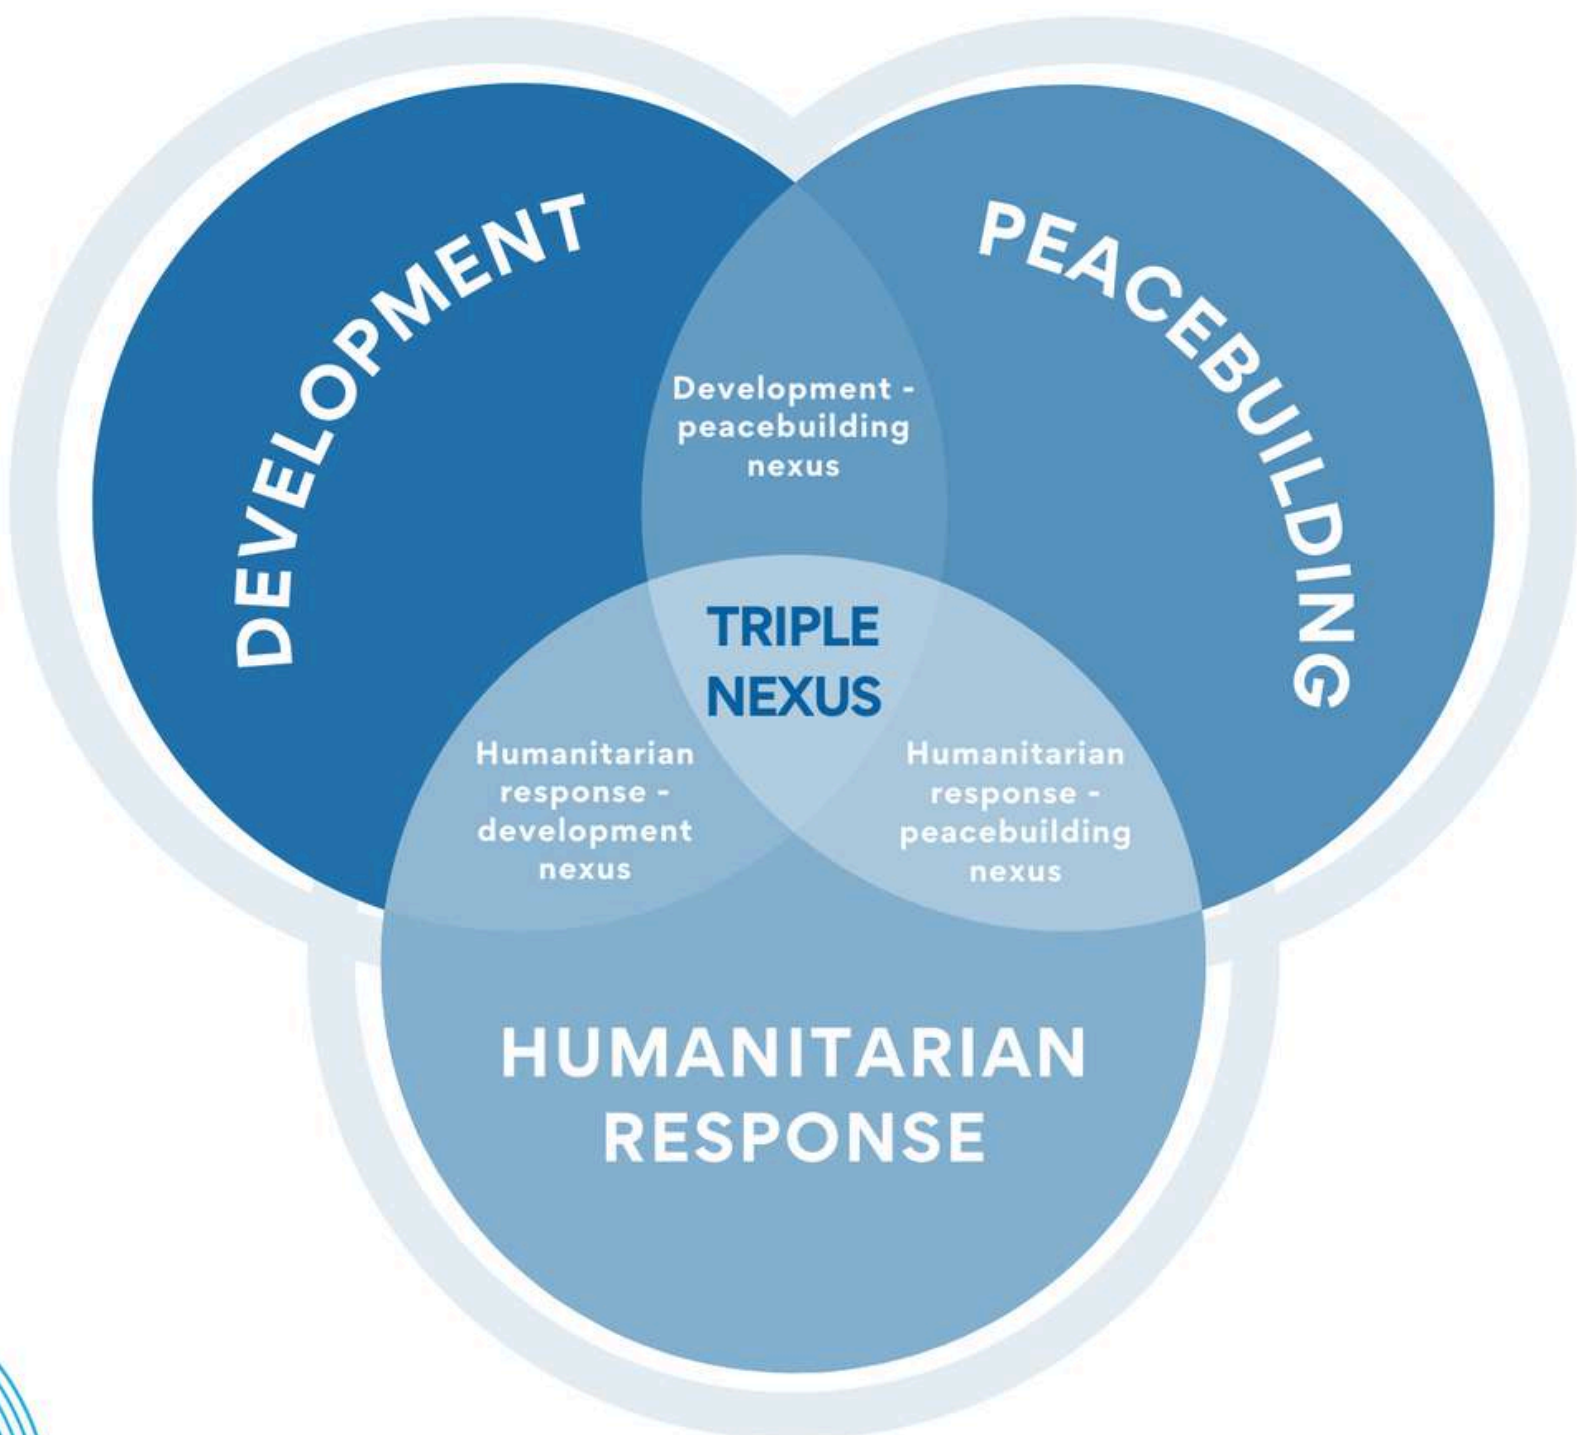 DEVELOPMENT
PEACEBUILDING
Development -
peacebuilding
nexus
TRIPLE
NEXUS
Humanitarian
response -
development
nexus
Humanitarian
response -
peacebuilding
nexus
HUMANITARIAN
RESPONSE